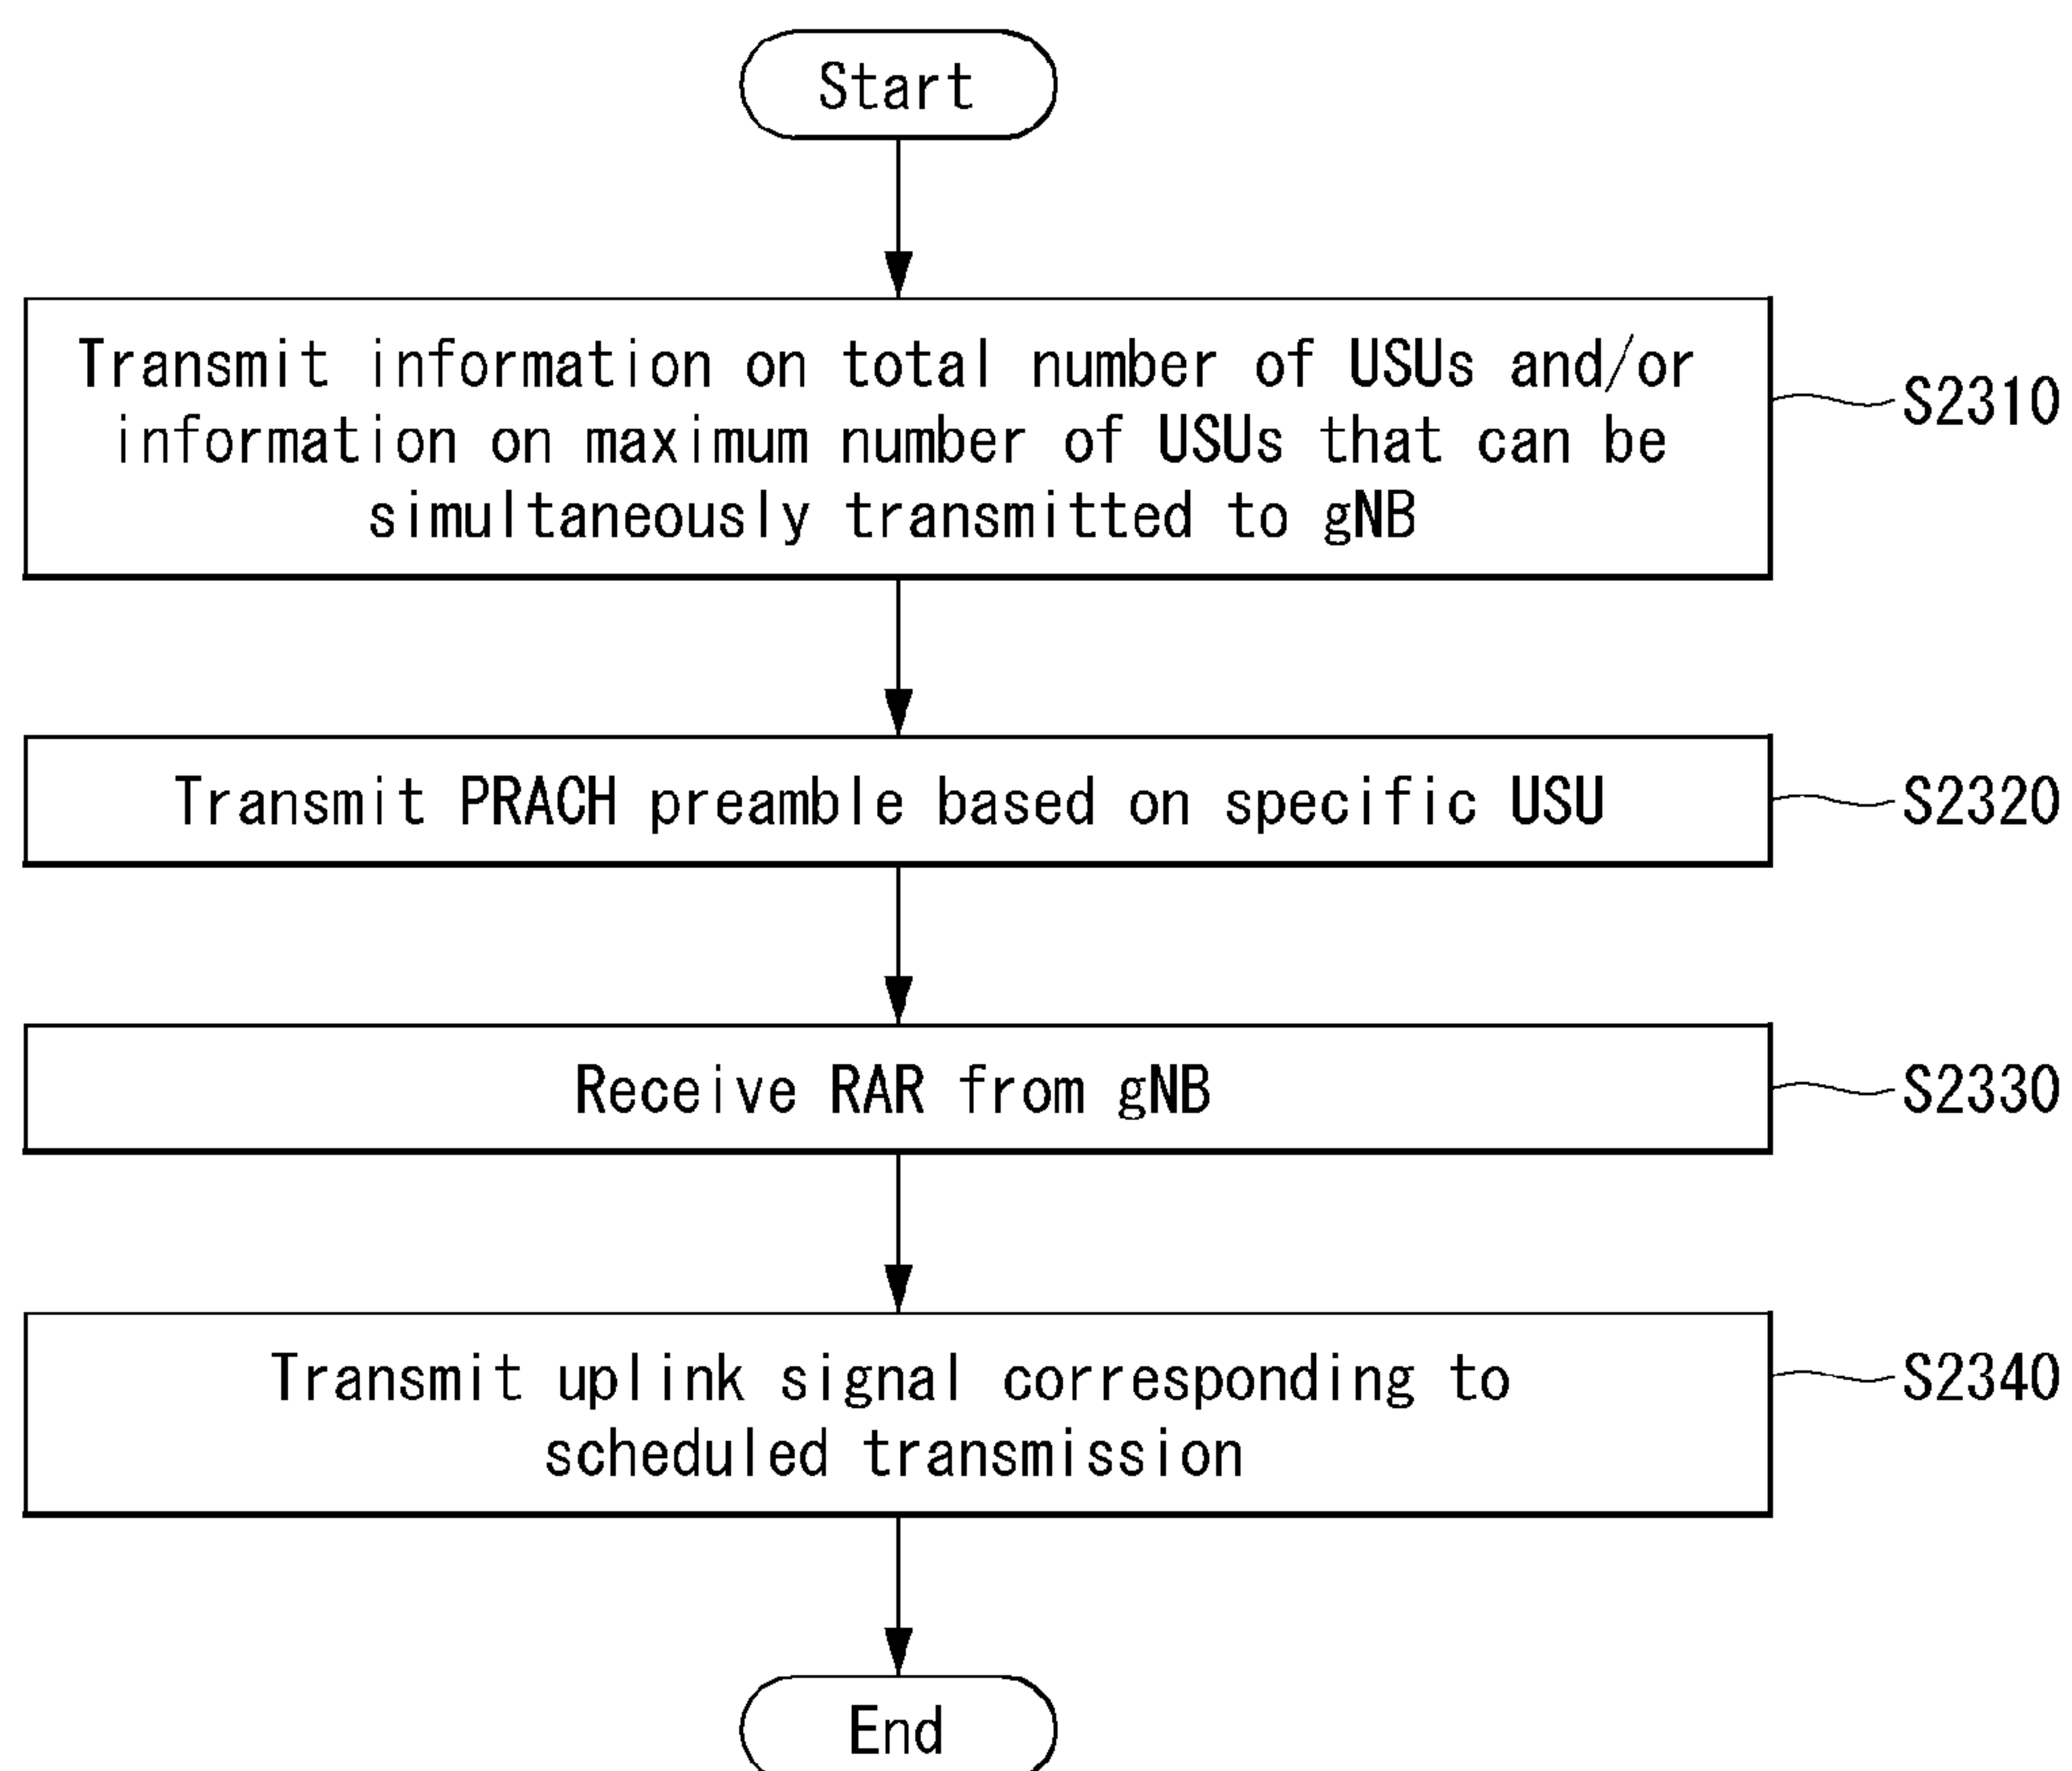 Start
Transmit information on total number of USUs and/or
information on maximum number of USUs that can be
simultaneously transmitted to gNB
S2310
Transmit PRACH preamble based on specific USU
S2320
Receive RAR from gNB
S2330
Transmit uplink signal corresponding to
scheduled transmission
S2340
End